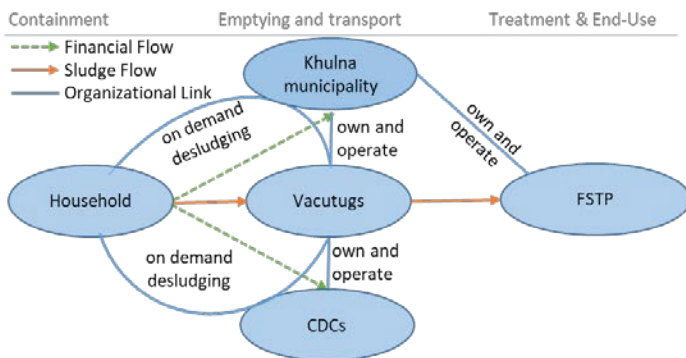 Containment
Emptying and transport
Treatment & End-Use
Financial Flow
Sludge Flow
Organizational Link
Khulna
municipality
on demand
desludging
own and
operate
own and
operate
Household
Vacutugs
FSTP
on demand
desludging
own and
operate
CDCs